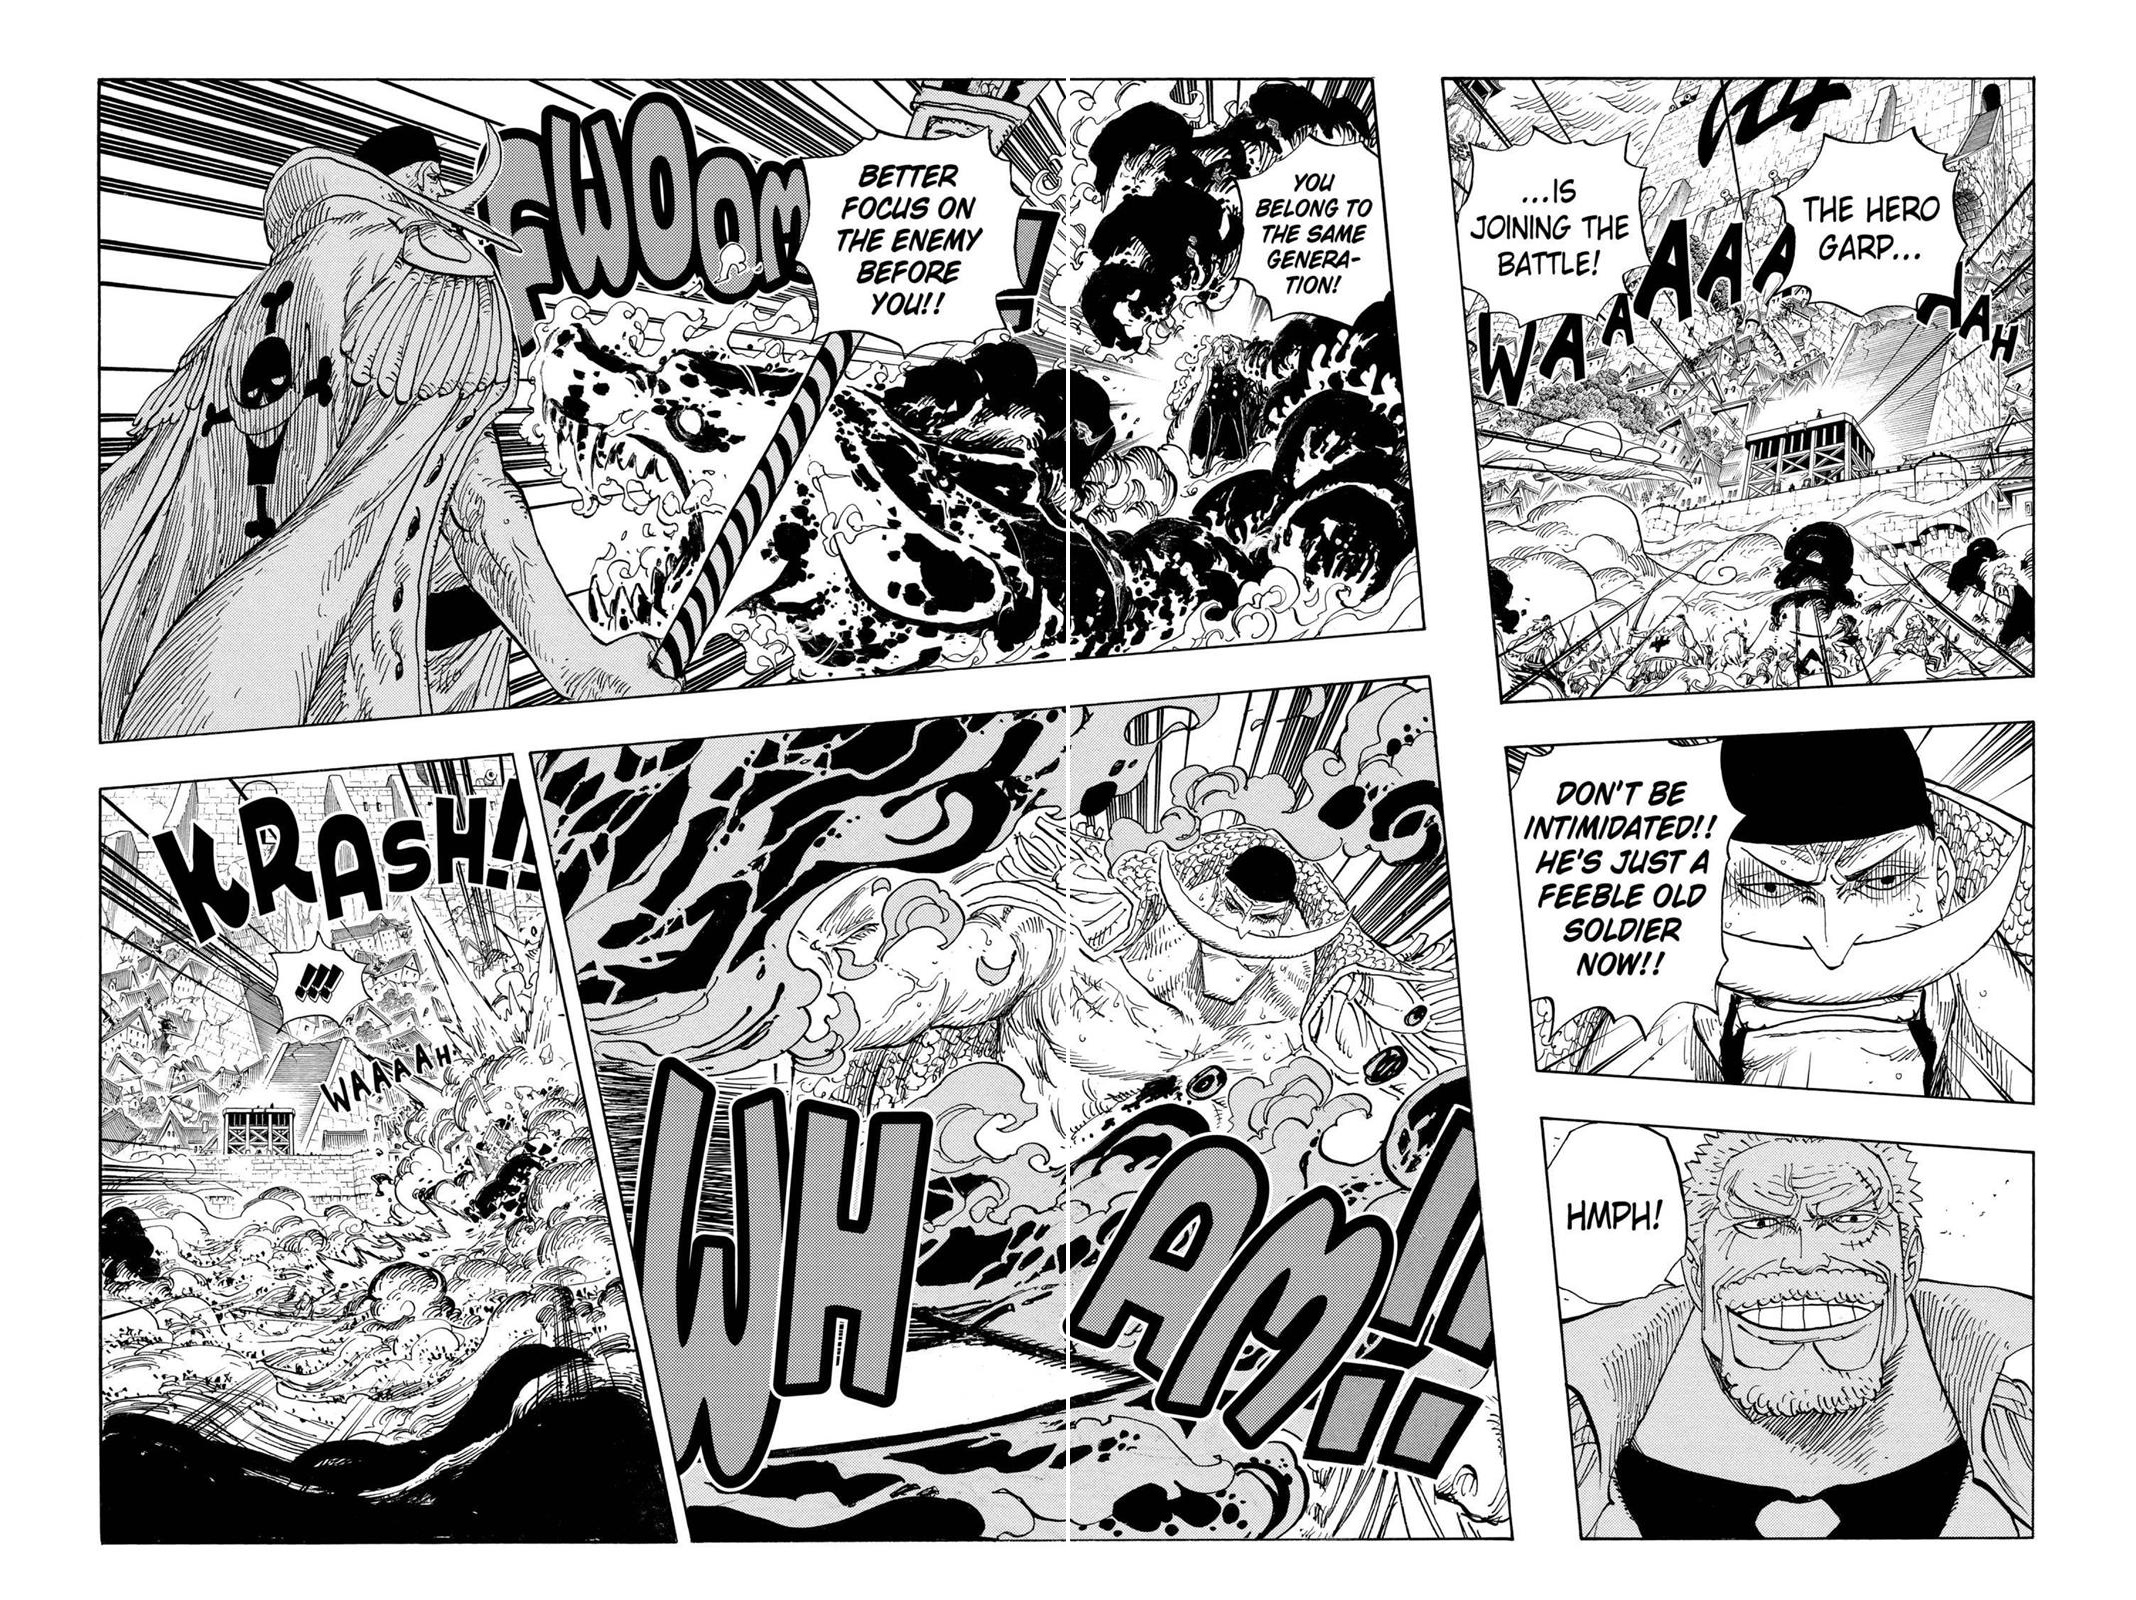 THE HERO
GARP...
...IS
JOINING THE
BATTLE!
WAAAAAAAH
DON'T BE
INTIMIDATED!!
HE'S JUST A
FEEBLE OLD
SOLDIER
NOW!!
HMPH!
YOU
BELONG TO
THE SAME
GENERA-
TION!
BETTER
FOCUS ON
THE ENEMY
BEFORE
YOU!!
FWOOM!
WHAM!!
KRASH!!
!!!
WAAAAH